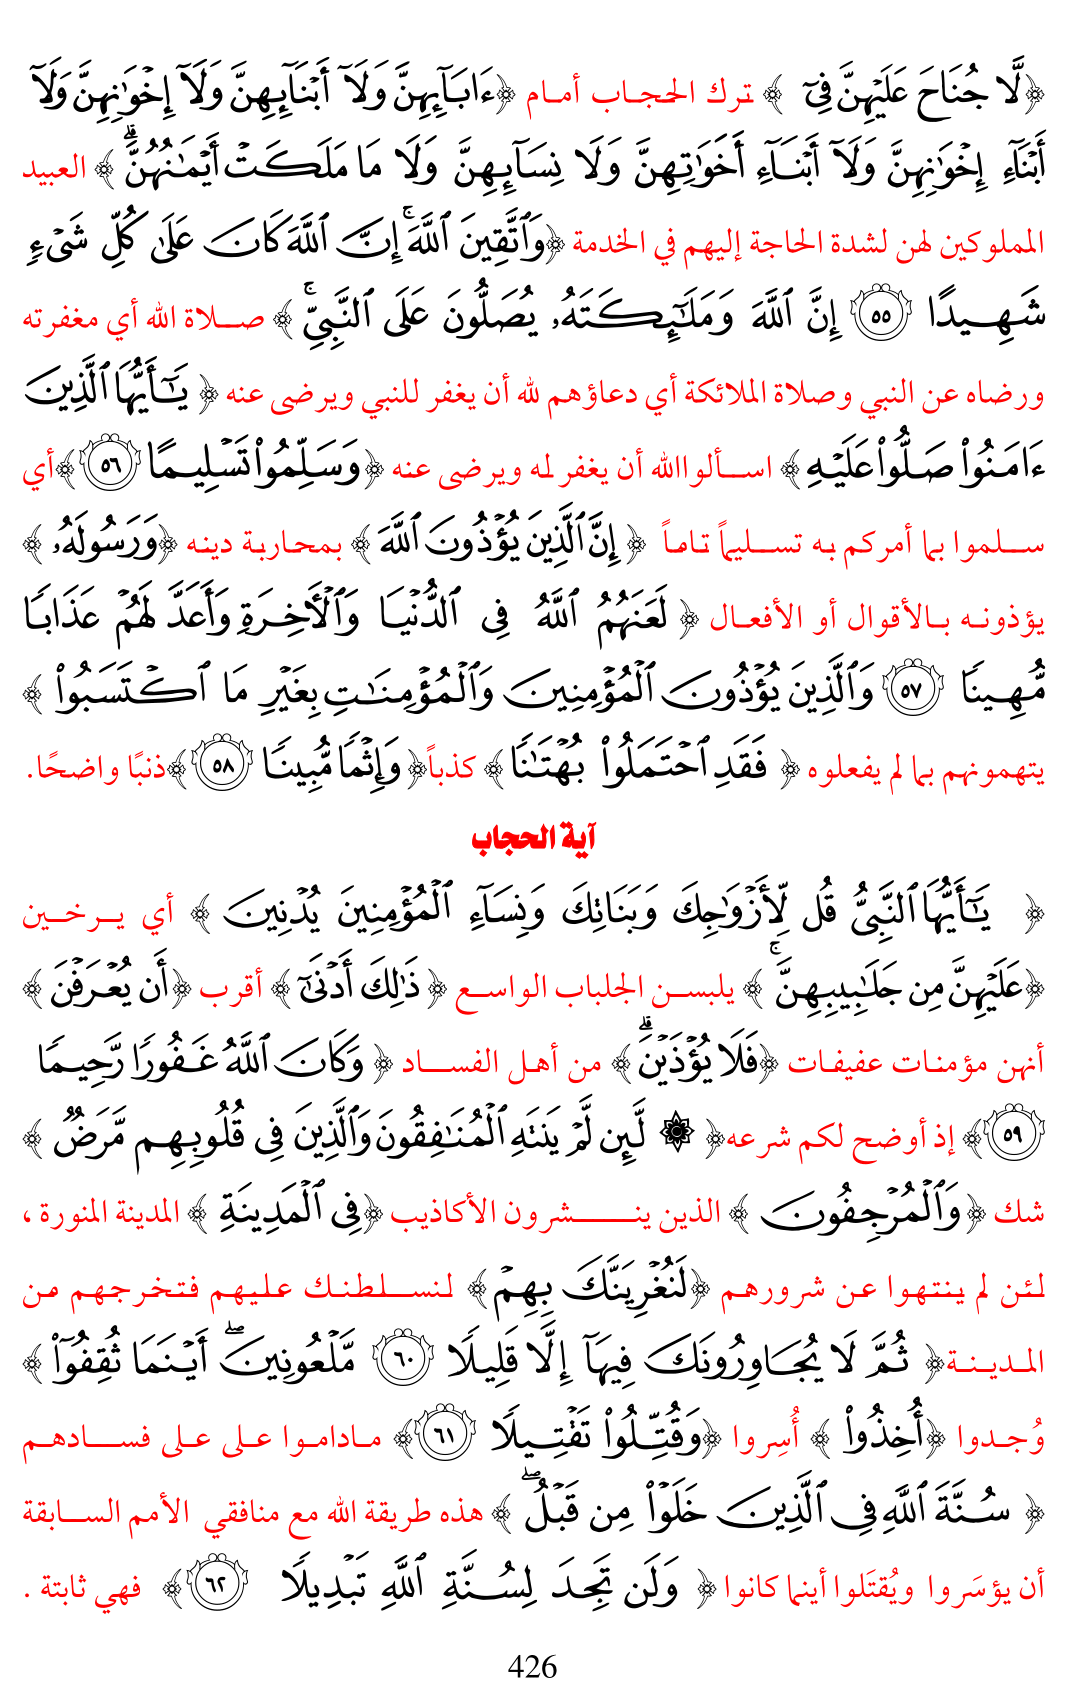 ﴿لَّا جُنَاحَ عَلَيْهِنَّ فِىٓ ﴾ ترك الحجاب أمام ﴿ءَابَآئِهِنَّ وَلَآ أَبْنَآئِهِنَّ وَلَآ إِخْوَٰنِهِنَّ وَلَآ
أَبْنَآءِ إِخْوَٰنِهِنَّ وَلَآ أَبْنَآءِ أَخَوَٰتِهِنَّ وَلَا نِسَآئِهِنَّ وَلَا مَا مَلَكَتْ أَيْمَٰنُهُنَّۗ ﴾ العبيد
المملوكين لهن لشدة الحاجة إليهم في الخدمة ﴿وَٱتَّقِينَ ٱللَّهَۚ إِنَّ ٱللَّهَ كَانَ عَلَىٰ كُلِّ شَىْءٍ
شَهِيدًا ۝٥٥ إِنَّ ٱللَّهَ وَمَلَٰٓئِكَتَهُۥ يُصَلُّونَ عَلَى ٱلنَّبِىِّۚ ﴾ صلاة الله أي مغفرته
ورضاه عن النبي وصلاة الملائكة أي دعاؤهم لله أن يغفر للنبي ويرضى عنه ﴿ يَٰٓأَيُّهَا ٱلَّذِينَ
ءَامَنُوا۟ صَلُّوا۟ عَلَيْهِ ﴾ اسألواالله أن يغفر لمه ويرضى عنه ﴿وَسَلِّمُوا۟ تَسْلِيمًا ۝٥٦﴾أي
سلموا بما أمركم به تسليماً تاماً ﴿ إِنَّ ٱلَّذِينَ يُؤْذُونَ ٱللَّهَ ﴾ بمحاربة دينه ﴿وَرَسُولَهُۥ ﴾
يؤذونه بالأقوال أو الأفعال ﴿ لَعَنَهُمُ ٱللَّهُ فِى ٱلدُّنْيَا وَٱلْءَاخِرَةِ وَأَعَدَّ لَهُمْ عَذَابًا
مُّهِينًا ۝٥٧ وَٱلَّذِينَ يُؤْذُونَ ٱلْمُؤْمِنِينَ وَٱلْمُؤْمِنَٰتِ بِغَيْرِ مَا ٱكْتَسَبُوا۟ ﴾
يتهمونهم بما لم يفعلوه ﴿ فَقَدِ ٱحْتَمَلُوا۟ بُهْتَٰنًا ﴾ كذباً﴿ وَإِثْمًا مُّبِينًا ۝٥٨ ﴾ذنبًا واضحًا.
آية الحجاب
﴿ يَٰٓأَيُّهَا ٱلنَّبِىُّ قُل لِّأَزْوَٰجِكَ وَبَنَاتِكَ وَنِسَآءِ ٱلْمُؤْمِنِينَ يُدْنِينَ ﴾ أي يرخين
﴿عَلَيْهِنَّ مِن جَلَٰبِيبِهِنَّۚ ﴾ يلبسن الجلباب الواسع ﴿ ذَٰلِكَ أَدْنَىٰٓ ﴾ أقرب ﴿أَن يُعْرَفْنَ ﴾
أنهن مؤمنات عفيفات ﴿فَلَا يُؤْذَيْنَۗ ﴾ من أهل الفساد ﴿ وَكَانَ ٱللَّهُ غَفُورًا رَّحِيمًا
۝٥٩﴾ إذ أوضح لكم شرعه﴿ ۞ لَّئِن لَّمْ يَنتَهِ ٱلْمُنَٰفِقُونَ وَٱلَّذِينَ فِى قُلُوبِهِم مَّرَضٌ ﴾
شك ﴿ وَٱلْمُرْجِفُونَ ﴾ الذين ينشرون الأكاذيب ﴿فِى ٱلْمَدِينَةِ ﴾ المدينة المنورة ،
لئن لم ينتهوا عن شرورهم ﴿لَنُغْرِيَنَّكَ بِهِمْ ﴾ لنسلطنك عليهم فتخرجهم من
المدينة﴿ ثُمَّ لَا يُجَاوِرُونَكَ فِيهَآ إِلَّا قَلِيلًا ۝٦٠ مَّلْعُونِينَۖ أَيْنَمَا ثُقِفُوٓا۟ ﴾
وُجدوا ﴿أُخِذُوا۟ ﴾ أُسِروا ﴿وَقُتِّلُوا۟ تَقْتِيلًا ۝٦١﴾ ماداموا على على فسادهم
﴿ سُنَّةَ ٱللَّهِ فِى ٱلَّذِينَ خَلَوْا۟ مِن قَبْلُۖ ﴾ هذه طريقة الله مع منافقي الأمم السابقة
أن يؤسَروا ويُقتَلوا أينما كانوا ﴿ وَلَن تَجِدَ لِسُنَّةِ ٱللَّهِ تَبْدِيلًا ۝٦٢ ﴾ فهي ثابتة .
426